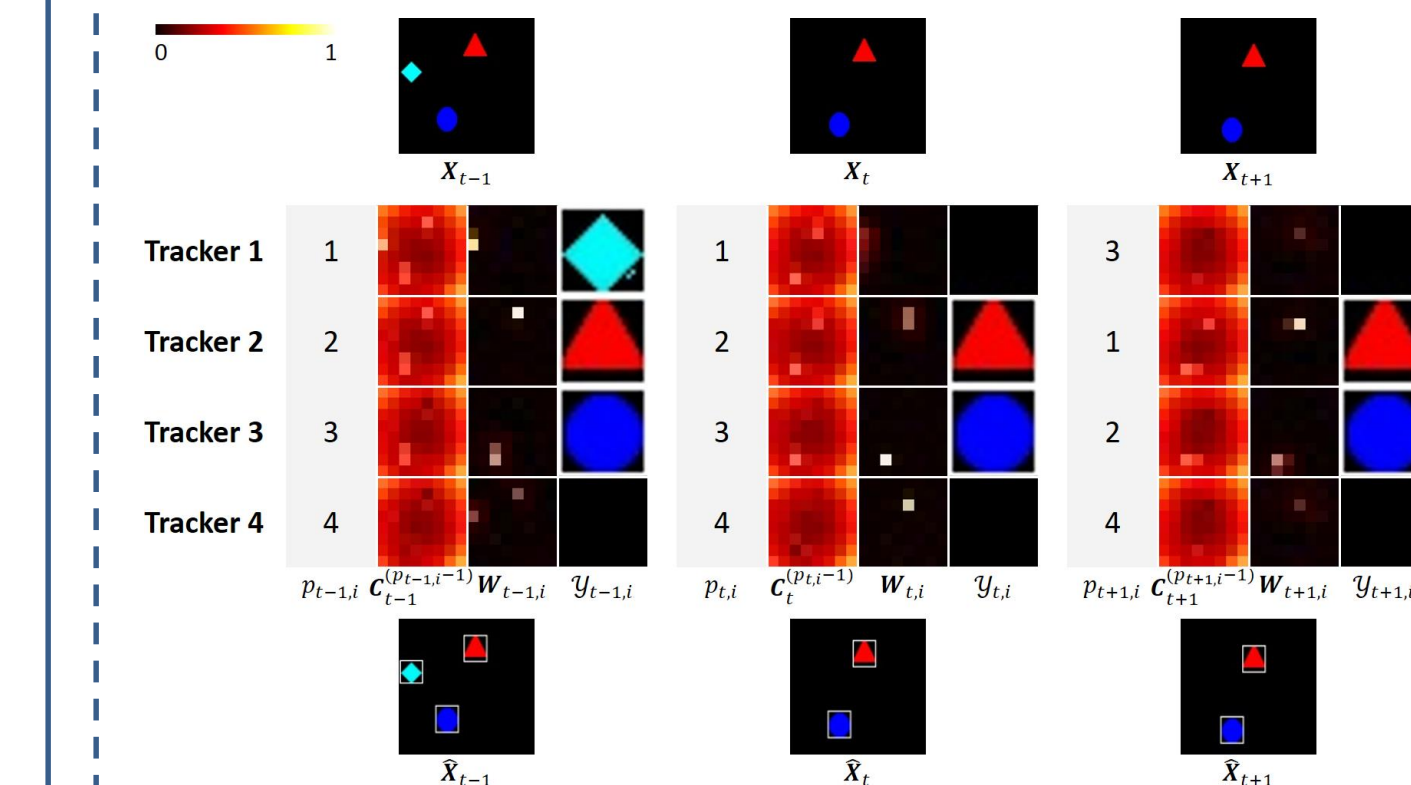 0 1
X_{t−1} X_t X_{t+1}
Tracker 1 1 1 3
Tracker 2 2 2 1
Tracker 3 3 3 2
Tracker 4 4 4 4
p_{t−1,i} C_{t−1}^{(p_{t−1,i}−1)} W_{t−1,i} 𝒴_{t−1,i} p_{t,i} C_t^{(p_{t,i}−1)} W_{t,i} 𝒴_{t,i} p_{t+1,i} C_{t+1}^{(p_{t+1,i}−1)} W_{t+1,i} 𝒴_{t+1,i}
X̂_{t−1} X̂_t X̂_{t+1}